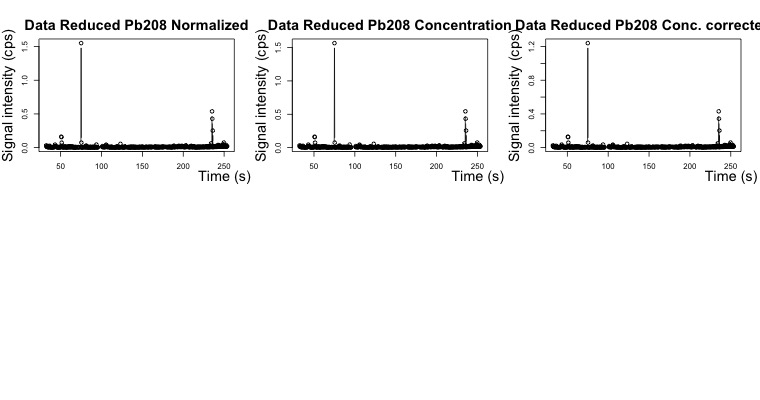 Data Reduced Pb208 Normalized
Signal intensity (cps)
0.0 0.5 1.0 1.5
50 100 150 200 250
Time (s)
Data Reduced Pb208 Concentration
Signal intensity (cps)
0.0 0.5 1.0 1.5
50 100 150 200 250
Time (s)
Data Reduced Pb208 Conc. correcte
Signal intensity (cps)
0.0 0.4 0.8 1.2
50 100 150 200 250
Time (s)